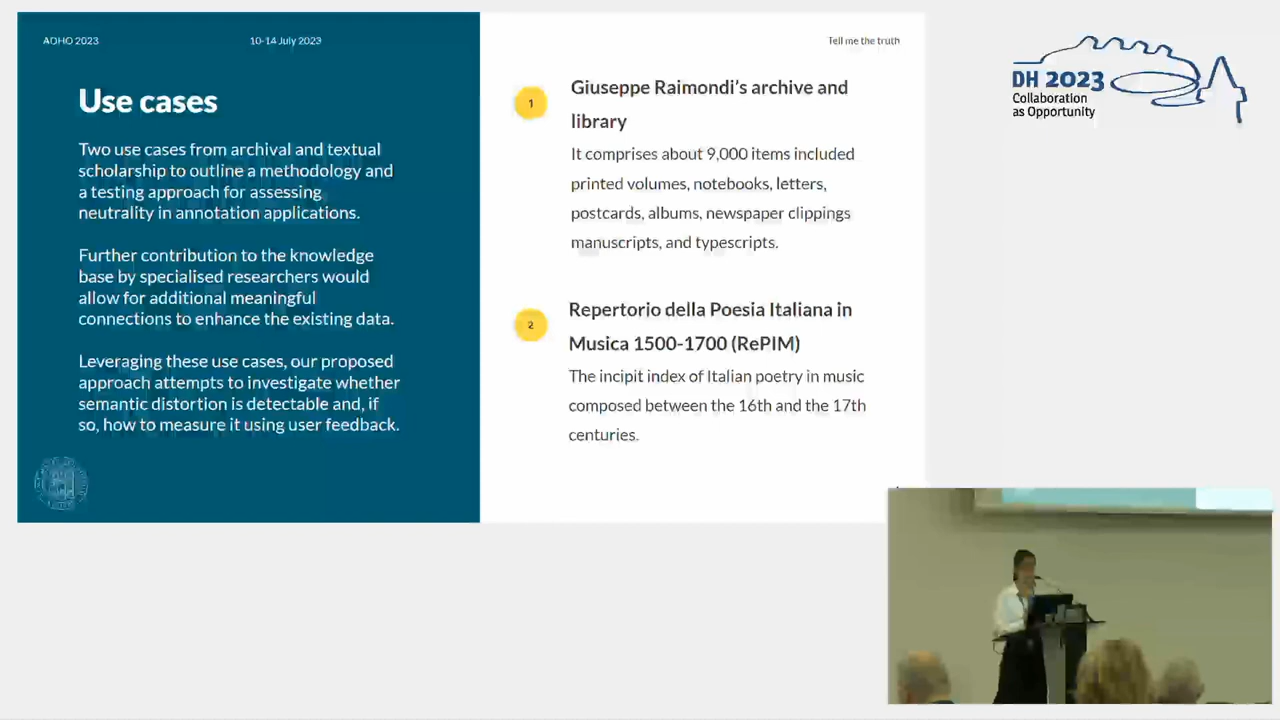 ADHO 2023
10-14 July 2023
Tell me the truth
Use cases
Two use cases from archival and textual
scholarship to outline a methodology and
a testing approach for assessing
neutrality in annotation applications.
Further contribution to the knowledge
base by specialised researchers would
allow for additional meaningful
connections to enhance the existing data.
Leveraging these use cases, our proposed
approach attempts to investigate whether
semantic distortion is detectable and, if
so, how to measure it using user feedback.
1
Giuseppe Raimondi's archive and
library
It comprises about 9,000 items included
printed volumes, notebooks, letters,
postcards, albums, newspaper clippings
manuscripts, and typescripts.
2
Repertorio della Poesia Italiana in
Musica 1500-1700 (RePIM)
The incipit index of Italian poetry in music
composed between the 16th and the 17th
centuries.
DH 2023
Collaboration
as Opportunity